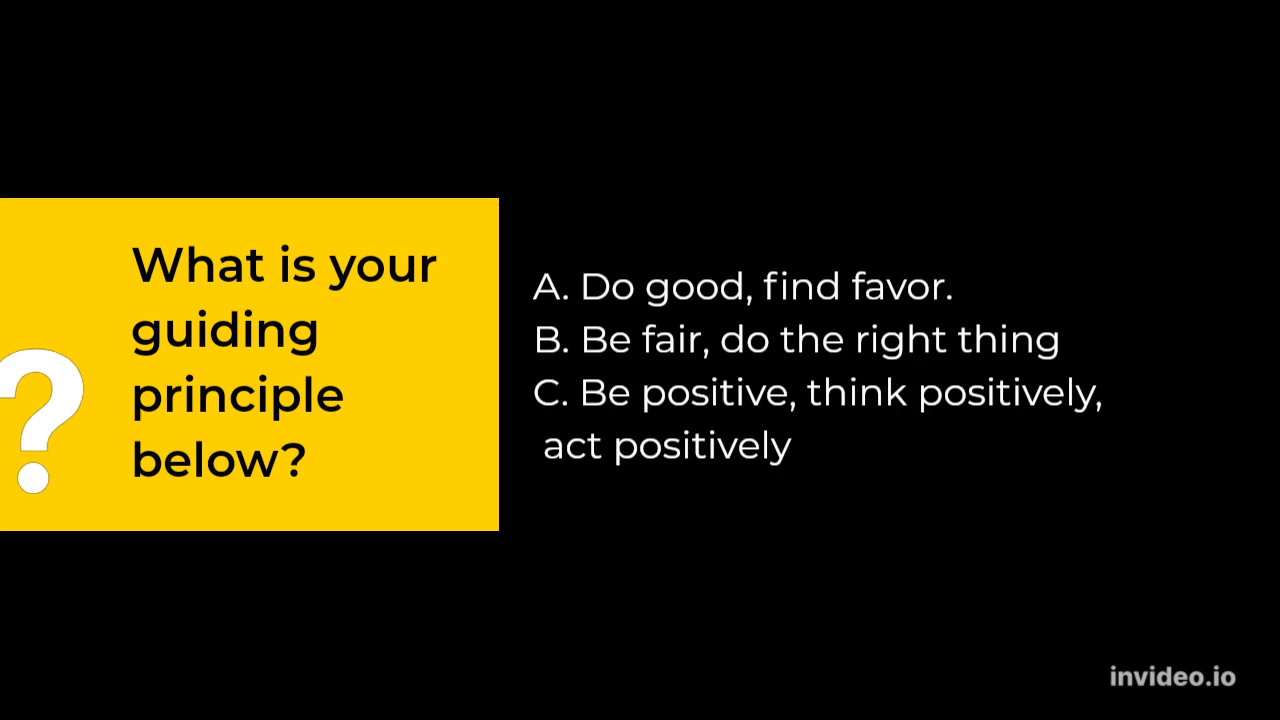 What is your
guiding
principle
below?
?
A. Do good, find favor.
B. Be fair, do the right thing
C. Be positive, think positively,
act positively
invideo.io